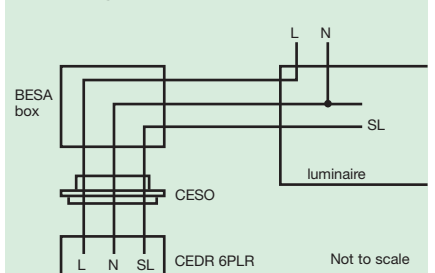 L N
BESA
box
SL
luminaire
CESO
L N SL
CEDR 6PLR
Not to scale